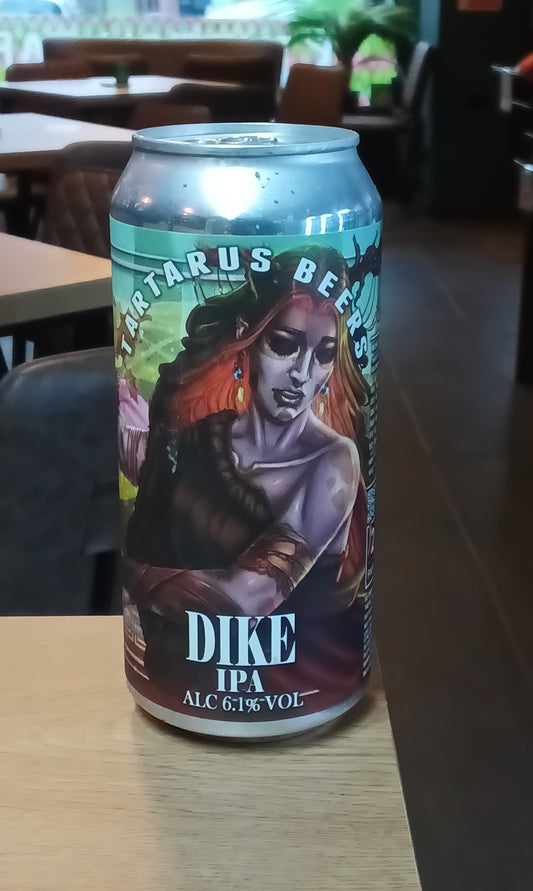 TARTARUS BEERS.
DIKE
IPA
ALC 6.1% VOL